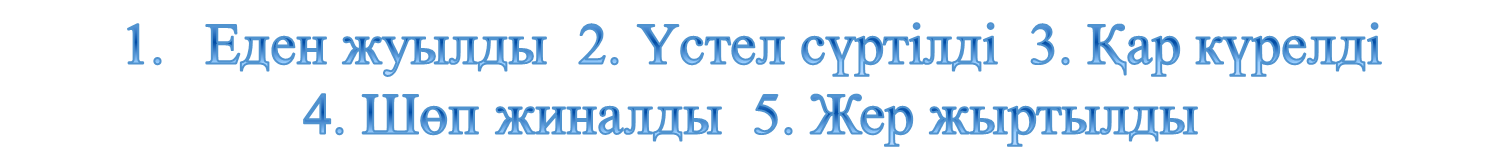 1. Еден жуылды 2. Үстел сүртілді 3. Қар күрелді
4. Шөп жиналды 5. Жер жыртылды